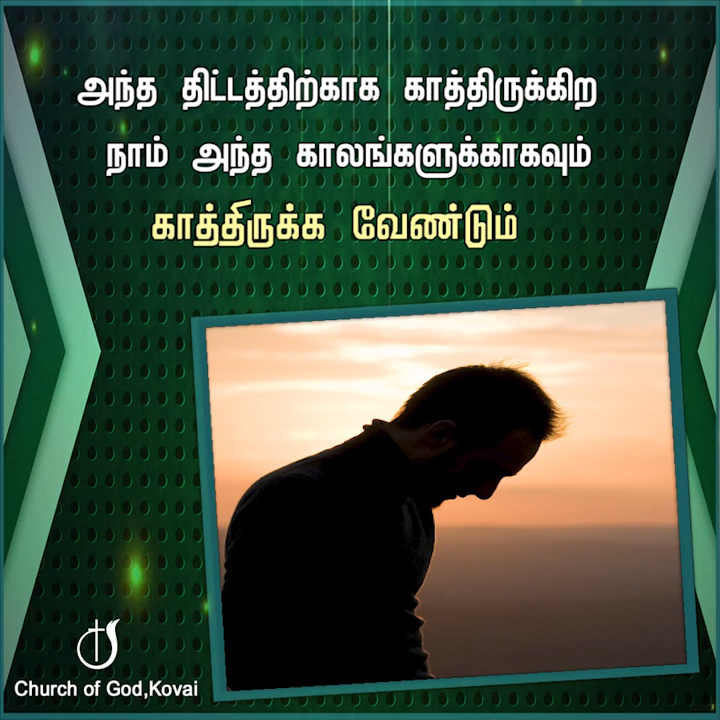 அந்த திட்டத்திற்காக காத்திருக்கிற
நாம் அந்த காலங்களுக்காகவும்
காத்திருக்க வேண்டும்
Church of God,Kovai